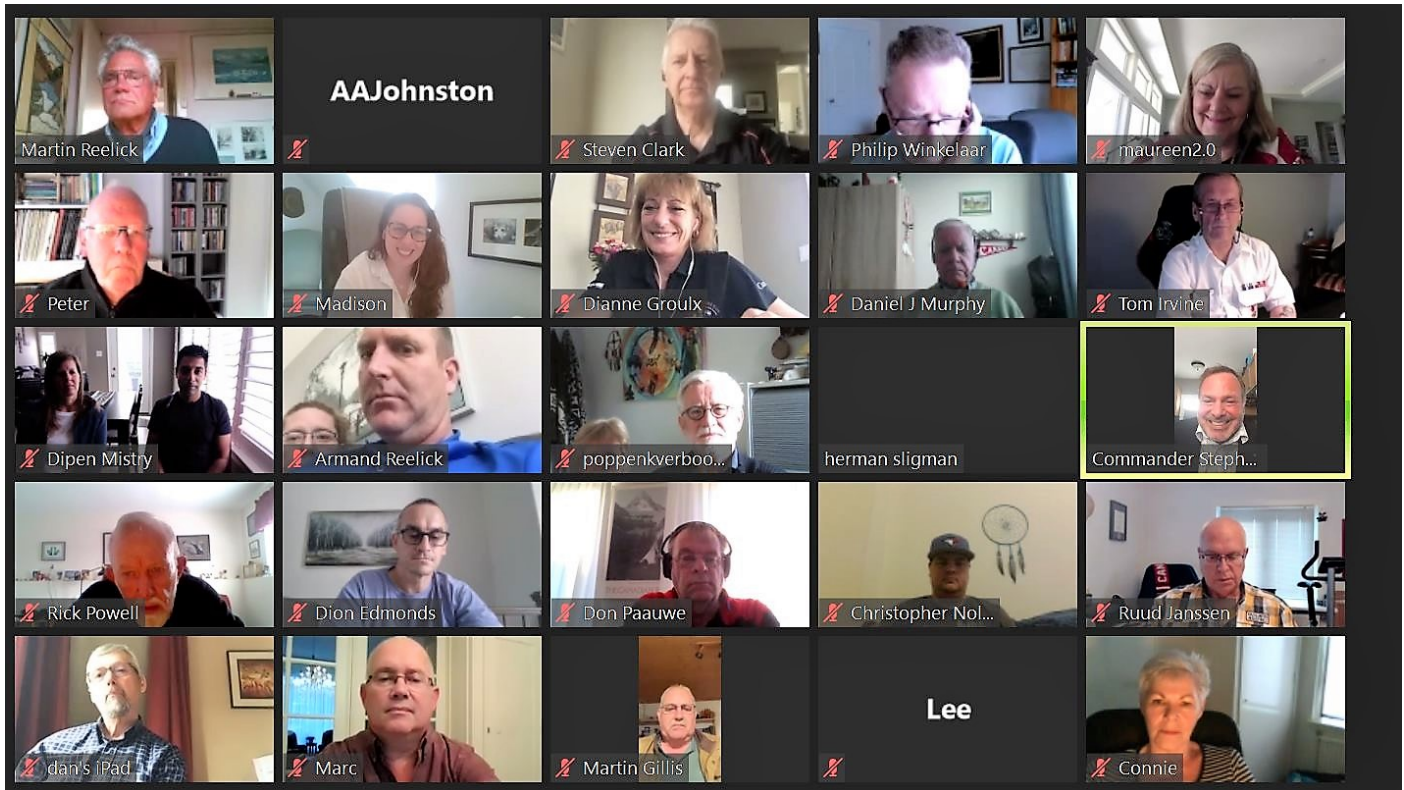 Martin Reelick
AAJohnston
Steven Clark
Philip Winkelaar
maureen2.0
Peter
Madison
Dianne Groulx
Daniel J Murphy
Tom Irvine
Dipen Mistry
Armand Reelick
poppenkverboo...
herman sligman
Commander Steph...
Rick Powell
Dion Edmonds
Don Paauwe
Christopher Nol...
Ruud Janssen
dan's iPad
Marc
Martin Gillis
Lee
Connie